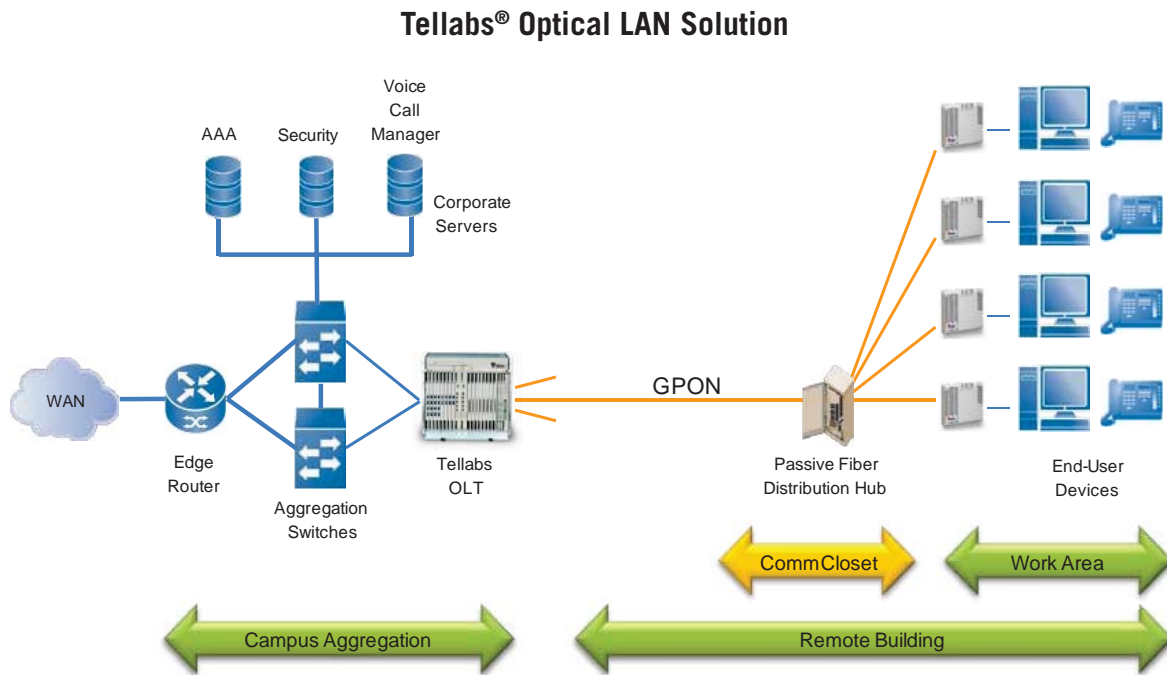 Tellabs® Optical LAN Solution
Voice
Call
Manager
AAA
Security
Corporate
Servers
WAN
GPON
Edge
Router
Tellabs
OLT
Passive Fiber
Distribution Hub
End-User
Devices
Aggregation
Switches
CommCloset
Work Area
Campus Aggregation
Remote Building